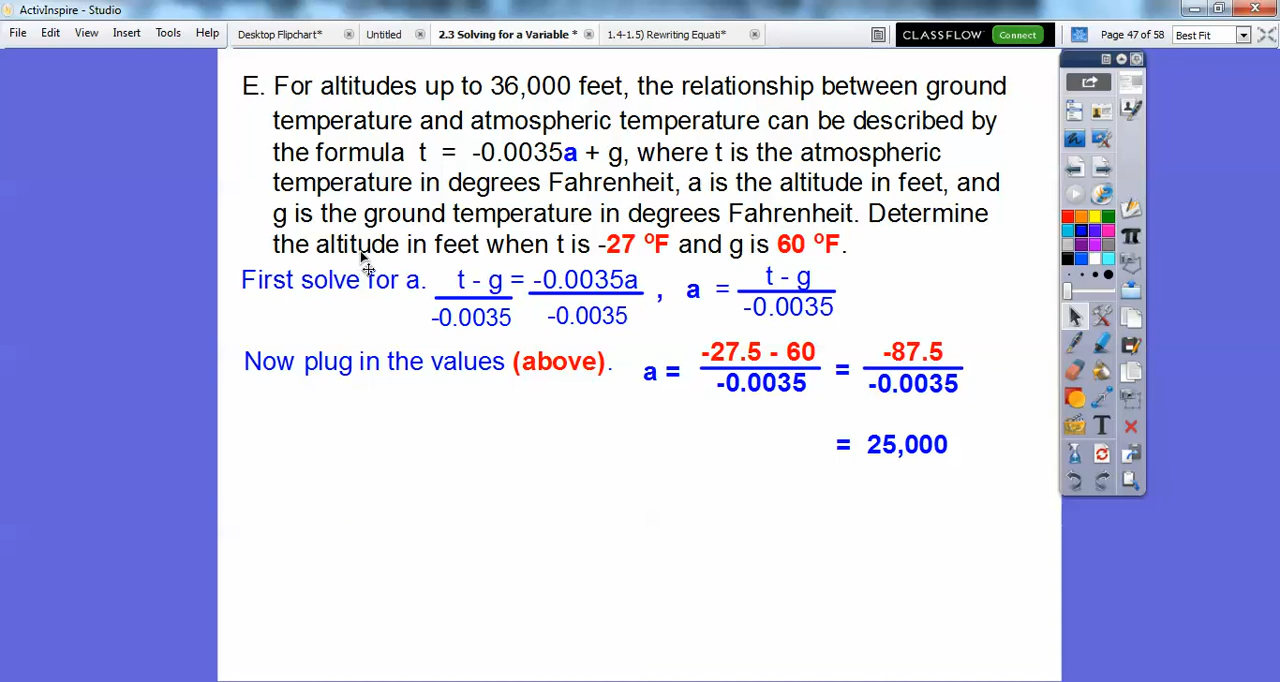 ActivInspire - Studio
File Edit View Insert Tools Help Desktop Flipchart* Untitled 2.3 Solving for a Variable * 1.4-1.5) Rewriting Equati* CLASSFLOW Connect Page 47 of 58 Best Fit
E. For altitudes up to 36,000 feet, the relationship between ground
temperature and atmospheric temperature can be described by
the formula t = -0.0035a + g, where t is the atmospheric
temperature in degrees Fahrenheit, a is the altitude in feet, and
g is the ground temperature in degrees Fahrenheit. Determine
the altitude in feet when t is -27 ºF and g is 60 ºF.
First solve for a. t - g = -0.0035a , a = t - g
-0.0035 -0.0035 -0.0035
Now plug in the values (above). a = -27.5 - 60 = -87.5
-0.0035 -0.0035
= 25,000